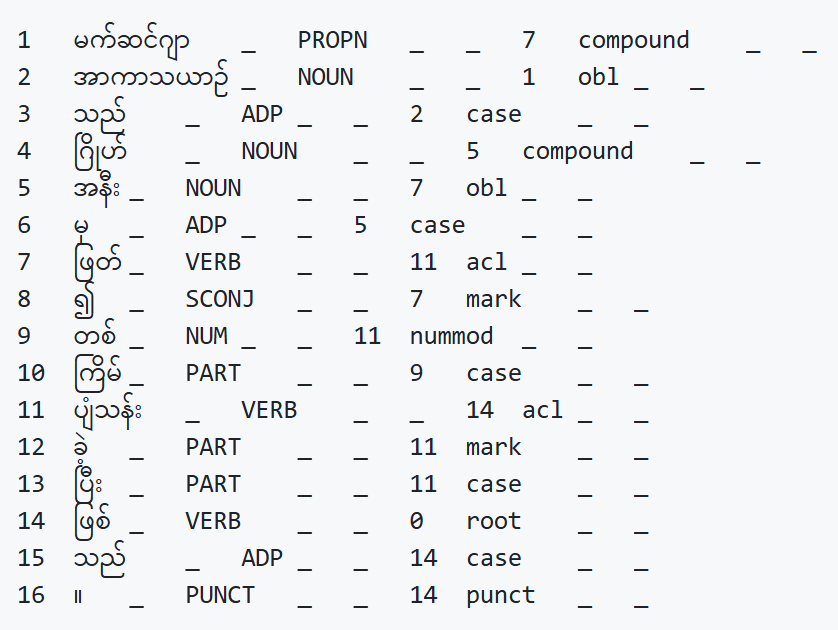 1 မက်ဆင်ဂျာ _ PROPN _ _ 7 compound _ _
2 အာကာသယာဉ် _ NOUN _ _ 1 obl _ _
3 သည် _ ADP _ _ 2 case _ _
4 ဂြိုဟ် _ NOUN _ _ 5 compound _ _
5 အနီး _ NOUN _ _ 7 obl _ _
6 မှ _ ADP _ _ 5 case _ _
7 ဖြတ် _ VERB _ _ 11 acl _ _
8 ၍ _ SCONJ _ _ 7 mark _ _
9 တစ် _ NUM _ _ 11 nummod _ _
10 ကြိမ် _ PART _ _ 9 case _ _
11 ပျံသန်း _ VERB _ _ 14 acl _ _
12 ခဲ့ _ PART _ _ 11 mark _ _
13 ပြီး _ PART _ _ 11 case _ _
14 ဖြစ် _ VERB _ _ 0 root _ _
15 သည် _ ADP _ _ 14 case _ _
16 ။ _ PUNCT _ _ 14 punct _ _